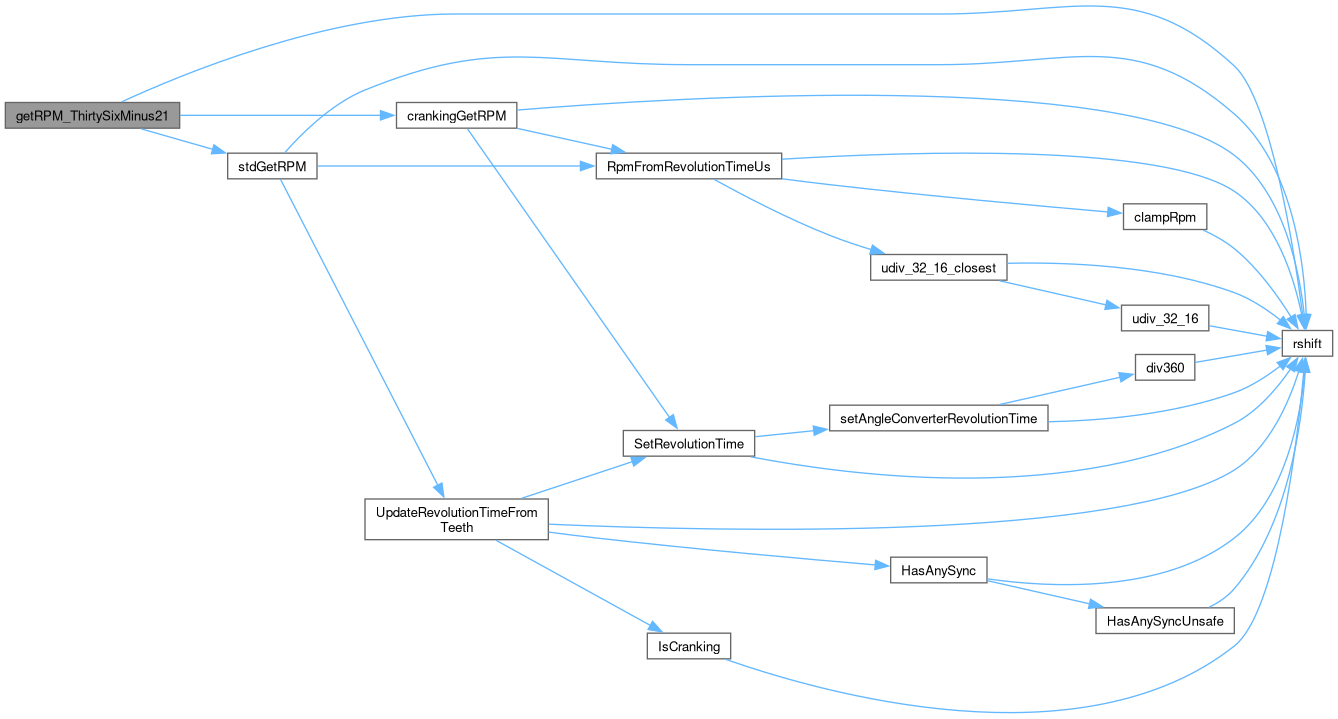 getRPM_ThirtySixMinus21
crankingGetRPM
stdGetRPM
RpmFromRevolutionTimeUs
clampRpm
udiv_32_16_closest
udiv_32_16
rshift
div360
setAngleConverterRevolutionTime
SetRevolutionTime
UpdateRevolutionTimeFrom
Teeth
HasAnySync
HasAnySyncUnsafe
IsCranking